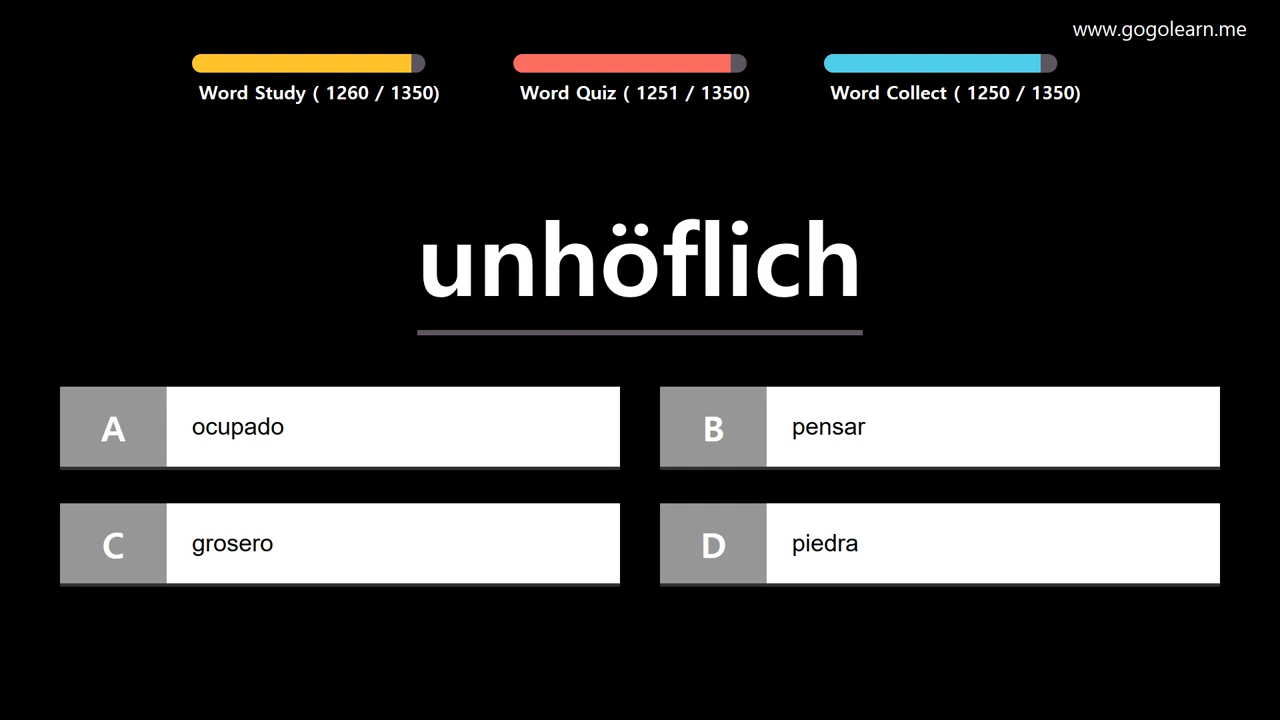 www.gogolearn.me
Word Study ( 1260 / 1350)
Word Quiz ( 1251 / 1350)
Word Collect ( 1250 / 1350)
unhöflich
A ocupado
B pensar
C grosero
D piedra